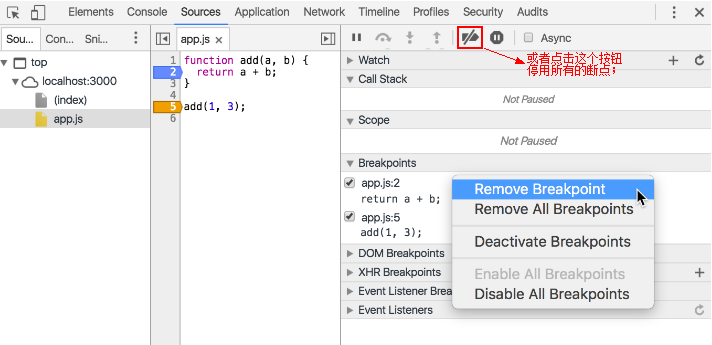 Elements Console Sources Application Network Timeline Profiles Security Audits
Sou... Con... Sni...
app.js ×
Async
或者点击这个按钮
停用所有的断点；
top
localhost:3000
(index)
app.js
1 function add(a, b) {
2 return a + b;
3 }
4
5 add(1, 3);
6
Watch
Call Stack
Not Paused
Scope
Not Paused
Breakpoints
app.js:2
return a + b;
app.js:5
add(1, 3);
DOM Breakpoints
XHR Breakpoints
Event Listener Brea
Event Listeners
Remove Breakpoint
Remove All Breakpoints
Deactivate Breakpoints
Enable All Breakpoints
Disable All Breakpoints